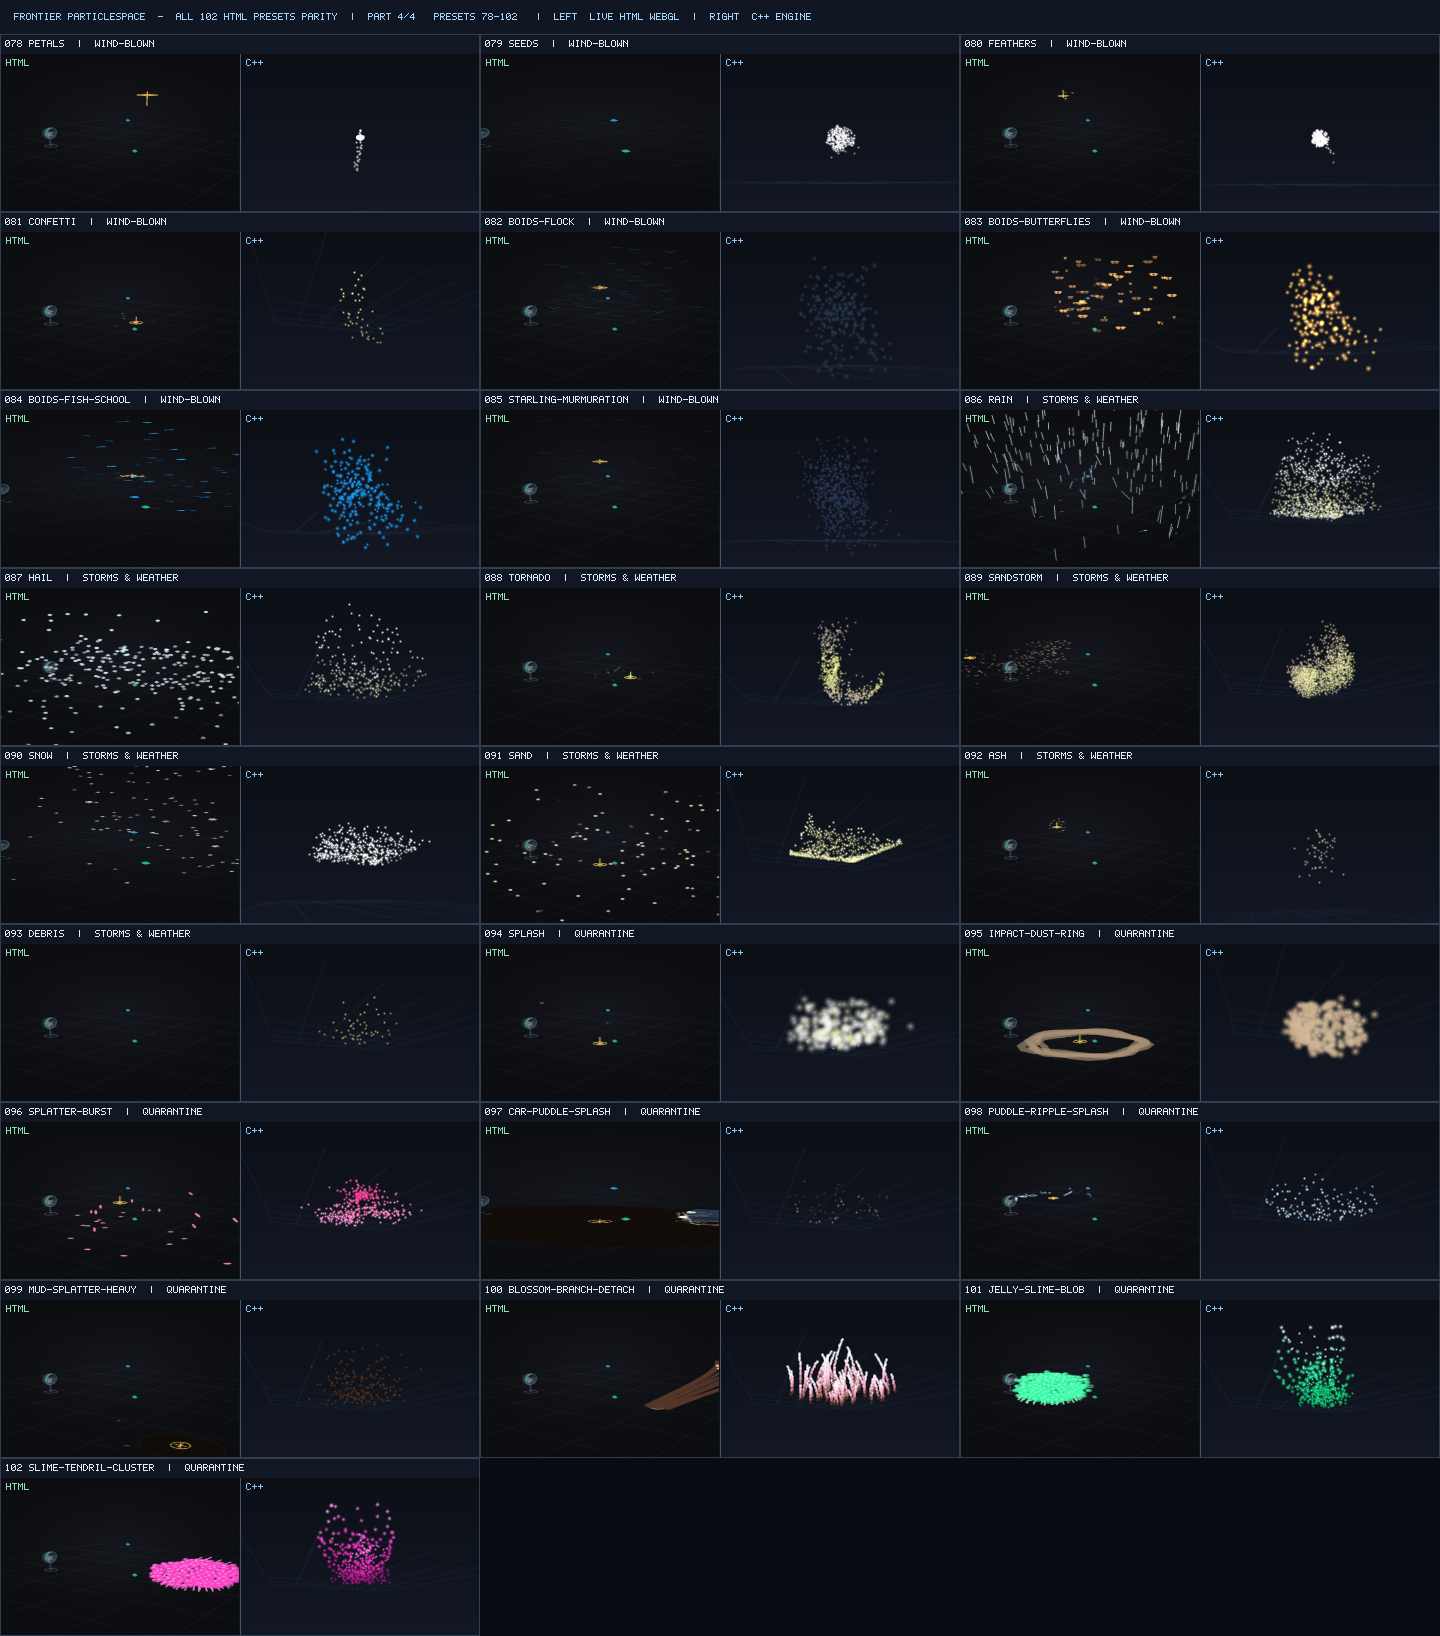 FRONTIER PARTICLESPACE – ALL 102 HTML PRESETS PARITY | PART 4/4 PRESETS 78-102 | LEFT LIVE HTML WEBGL | RIGHT C++ ENGINE
078 PETALS | WIND-BLOWN
HTML
C++
079 SEEDS | WIND-BLOWN
HTML
C++
080 FEATHERS | WIND-BLOWN
HTML
C++
081 CONFETTI | WIND-BLOWN
HTML
C++
082 BOIDS-FLOCK | WIND-BLOWN
HTML
C++
083 BOIDS-BUTTERFLIES | WIND-BLOWN
HTML
C++
084 BOIDS-FISH-SCHOOL | WIND-BLOWN
HTML
C++
085 STARLING-MURMURATION | WIND-BLOWN
HTML
C++
086 RAIN | STORMS & WEATHER
HTML
C++
087 HAIL | STORMS & WEATHER
HTML
C++
088 TORNADO | STORMS & WEATHER
HTML
C++
089 SANDSTORM | STORMS & WEATHER
HTML
C++
090 SNOW | STORMS & WEATHER
HTML
C++
091 SAND | STORMS & WEATHER
HTML
C++
092 ASH | STORMS & WEATHER
HTML
C++
093 DEBRIS | STORMS & WEATHER
HTML
C++
094 SPLASH | QUARANTINE
HTML
C++
095 IMPACT-DUST-RING | QUARANTINE
HTML
C++
096 SPLATTER-BURST | QUARANTINE
HTML
C++
097 CAR-PUDDLE-SPLASH | QUARANTINE
HTML
C++
098 PUDDLE-RIPPLE-SPLASH | QUARANTINE
HTML
C++
099 MUD-SPLATTER-HEAVY | QUARANTINE
HTML
C++
100 BLOSSOM-BRANCH-DETACH | QUARANTINE
HTML
C++
101 JELLY-SLIME-BLOB | QUARANTINE
HTML
C++
102 SLIME-TENDRIL-CLUSTER | QUARANTINE
HTML
C++